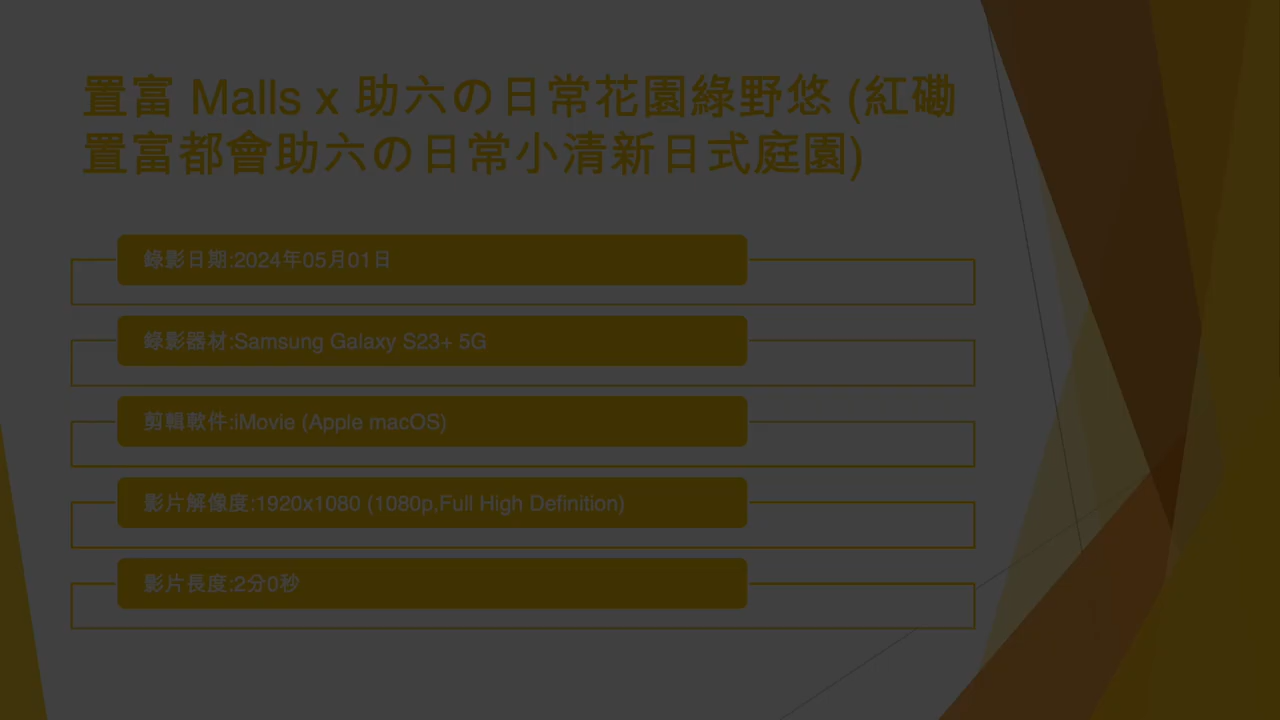 置富 Malls x 助六の日常花園綠野悠 (紅磡
置富都會助六の日常小清新日式庭園)
錄影日期:2024年05月01日
錄影器材:Samsung Galaxy S23+ 5G
剪輯軟件:iMovie (Apple macOS)
影片解像度:1920x1080 (1080p,Full High Definition)
影片長度:2分0秒